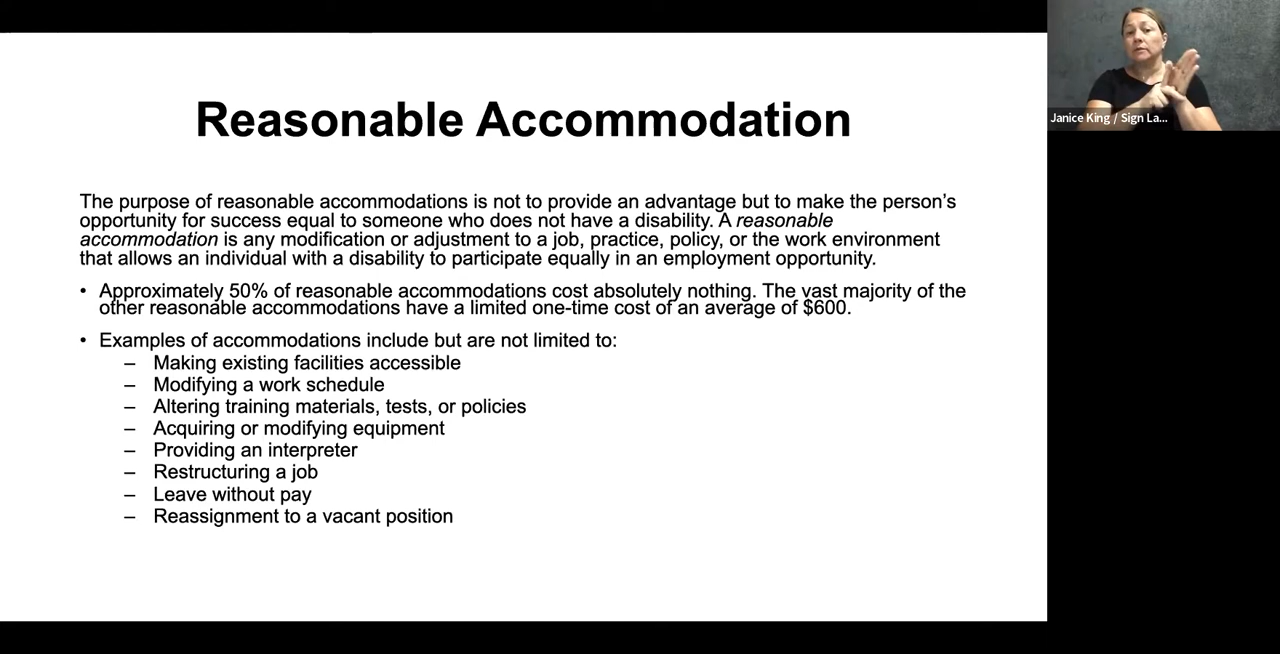 Reasonable Accommodation
The purpose of reasonable accommodations is not to provide an advantage but to make the person’s
opportunity for success equal to someone who does not have a disability. A reasonable
accommodation is any modification or adjustment to a job, practice, policy, or the work environment
that allows an individual with a disability to participate equally in an employment opportunity.
• Approximately 50% of reasonable accommodations cost absolutely nothing. The vast majority of the
other reasonable accommodations have a limited one-time cost of an average of $600.
• Examples of accommodations include but are not limited to:
– Making existing facilities accessible
– Modifying a work schedule
– Altering training materials, tests, or policies
– Acquiring or modifying equipment
– Providing an interpreter
– Restructuring a job
– Leave without pay
– Reassignment to a vacant position
Janice King / Sign La...